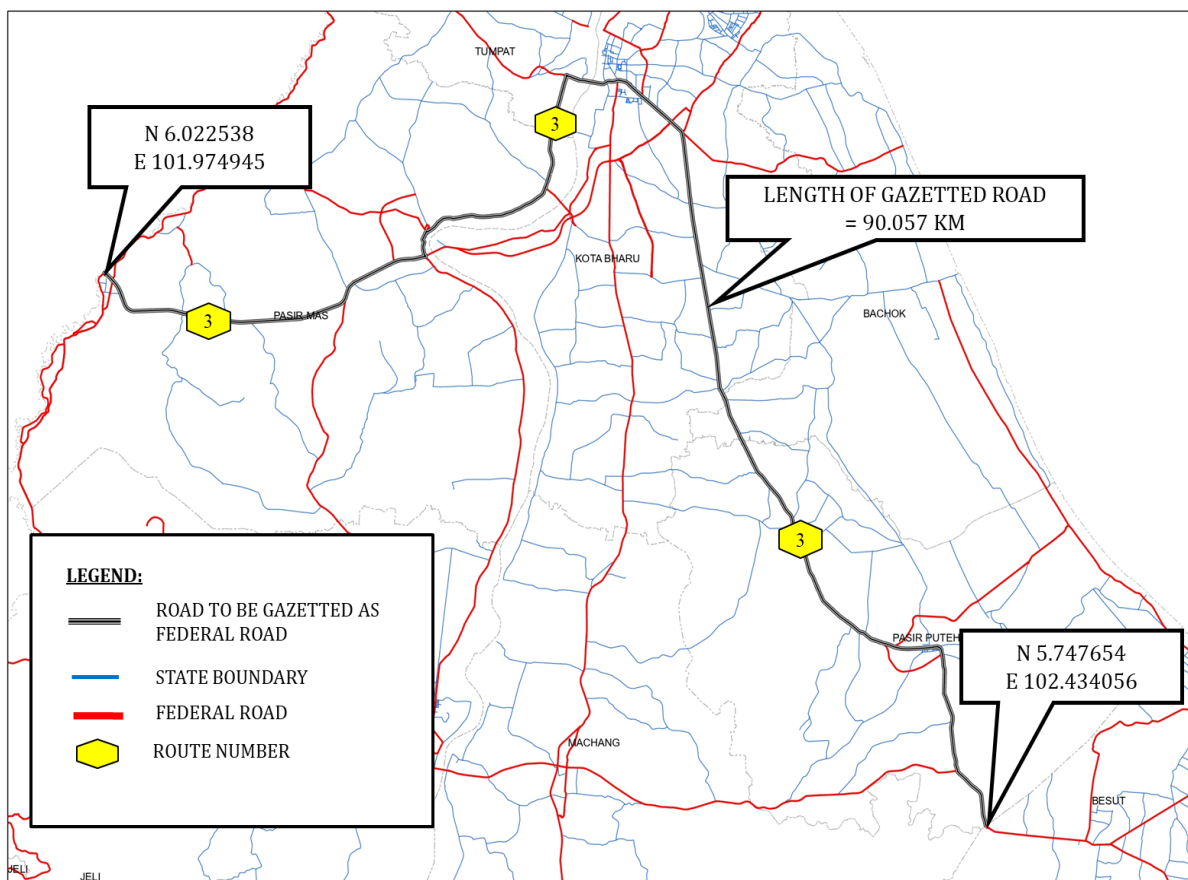 TUMPAT
3
N 6.022538
E 101.974945
LENGTH OF GAZETTED ROAD
= 90.057 KM
KOTA BHARU
BACHOK
3
PASIR MAS
3
LEGEND:
ROAD TO BE GAZETTED AS
FEDERAL ROAD
STATE BOUNDARY
FEDERAL ROAD
ROUTE NUMBER
PASIR PUTEH
N 5.747654
E 102.434056
MACHANG
BESUT
JELI
JELI